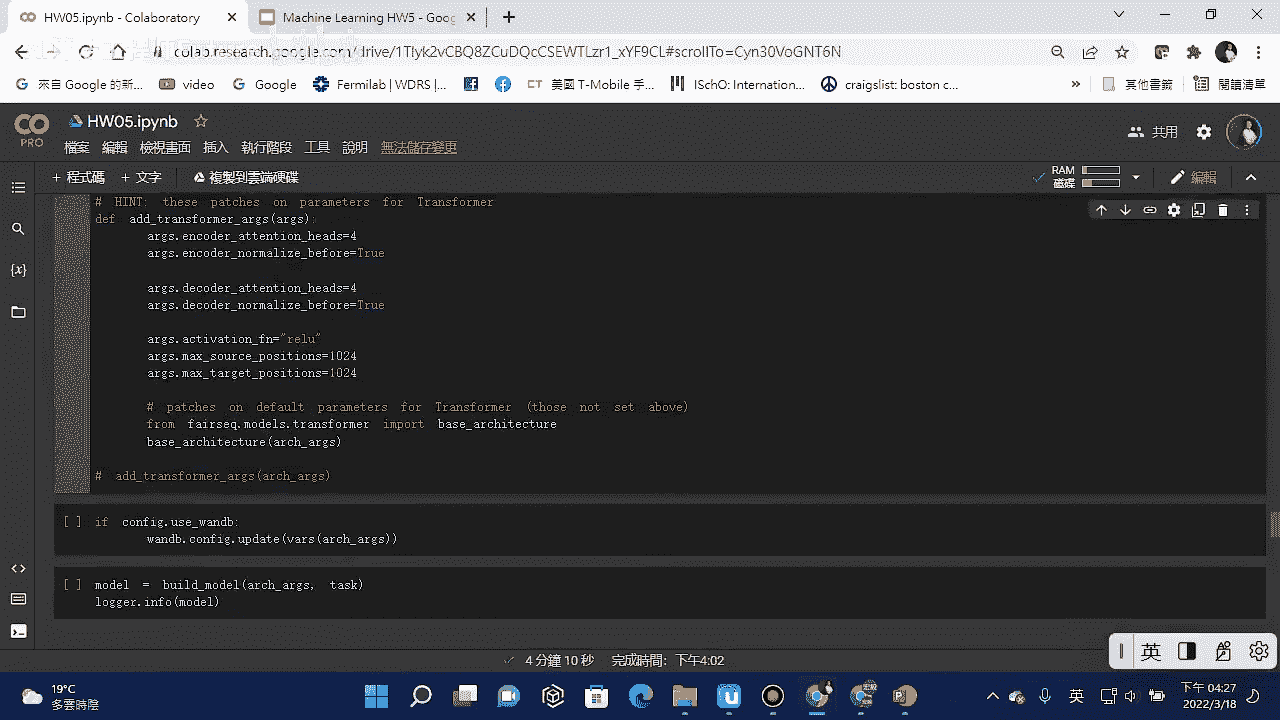 HW05.ipynb - Colaboratory
Machine Learning HW5 - Goog
來自 Google 的手...
video
Google
Fermilab | WDRS |...
美國 T-Mobile 手...
ISchO: Internation...
craigslist: boston c...
其他書籤
閱讀清單
PRO
HW05.ipynb
共用
檔案 編輯 檢視畫面 插入 執行階段 工具 說明 無法儲存變更
+ 程式碼 + 文字
複製到雲端硬碟
RAM
磁碟
編輯
# HINT: these patches on parameters for Transformer
def add_transformer_args(args):
args.encoder_attention_heads=4
args.encoder_normalize_before=True
args.decoder_attention_heads=4
args.decoder_normalize_before=True
args.activation_fn="relu"
args.max_source_positions=1024
args.max_target_positions=1024
# patches on default parameters for Transformer (those not set above)
from fairseq.models.transformer import base_architecture
base_architecture(arch_args)
# add_transformer_args(arch_args)
[ ] if config.use_wandb:
wandb.config.update(vars(arch_args))
[ ] model = build_model(arch_args, task)
logger.info(model)
4 分鐘 10 秒 完成時間: 下午4:02
英
19°C
多雲時陰
英
下午 04:27
2022/3/18